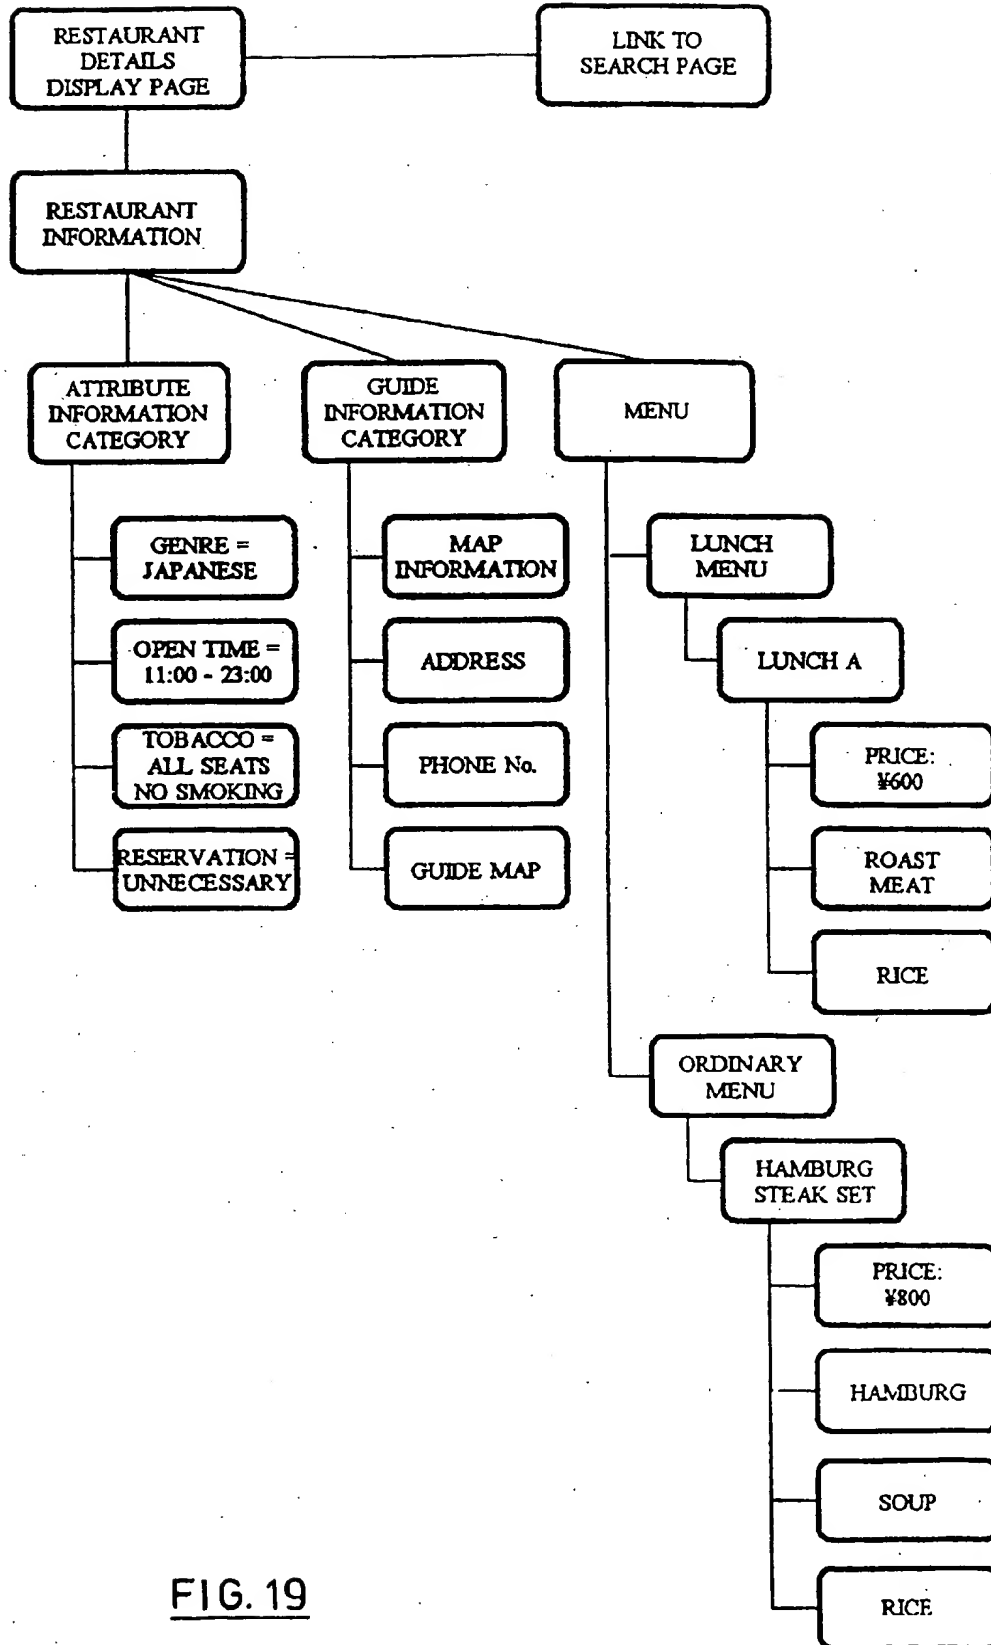 RESTAURANT
DETAILS
DISPLAY PAGE
LINK TO
SEARCH PAGE
RESTAURANT
INFORMATION
ATTRIBUTE
INFORMATION
CATEGORY
GENRE =
JAPANESE
OPEN TIME =
11:00 - 23:00
TOBACCO =
ALL SEATS
NO SMOKING
RESERVATION =
UNNECESSARY
GUIDE
INFORMATION
CATEGORY
MAP
INFORMATION
ADDRESS
PHONE No.
GUIDE MAP
MENU
LUNCH
MENU
LUNCH A
PRICE:
¥600
ROAST
MEAT
RICE
ORDINARY
MENU
HAMBURG
STEAK SET
PRICE:
¥800
HAMBURG
SOUP
RICE
FIG. 19